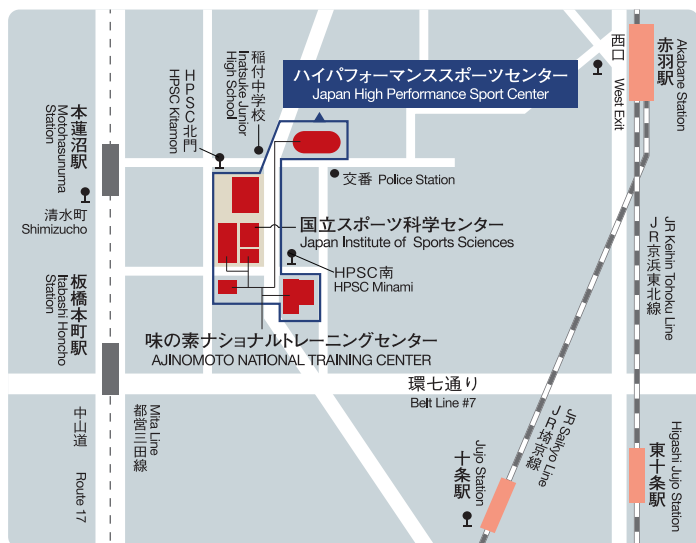 ハイパフォーマンススポーツセンター
Japan High Performance Sport Center
稲付中学校
Inatsuke Junior
High School
HPSC北門
HPSC Kitamon
西口
West Exit
赤羽駅
Akabane Station
本蓮沼駅
Motohasunuma
Station
交番 Police Station
清水町
Shimizucho
国立スポーツ科学センター
Japan Institute of Sports Sciences
HPSC南
HPSC Minami
JR Keihin Tohoku Line
JR京浜東北線
板橋本町駅
Itabashi Honcho
Station
味の素ナショナルトレーニングセンター
AJINOMOTO NATIONAL TRAINING CENTER
環七通り
Belt Line #7
中山道
Route 17
Mita Line
都営三田線
JR Saikyo Line
JR埼京線
十条駅
Jujo Station
東十条駅
Higashi Jujo Station